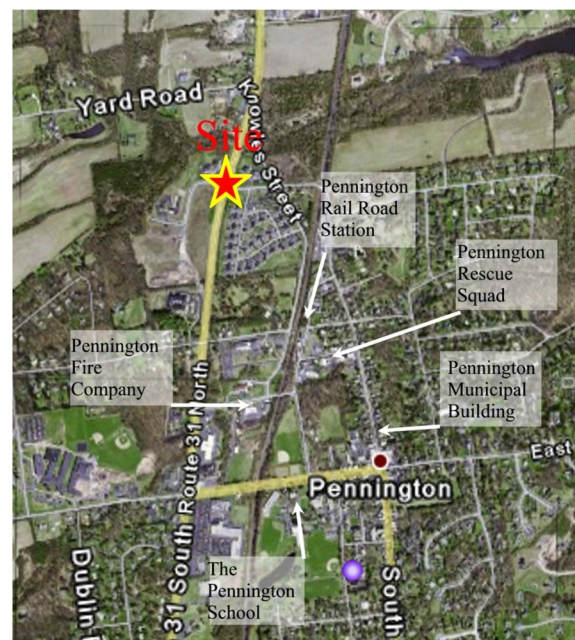 Yard Road
Knowles Street
Site
Pennington
Rail Road
Station
Pennington
Rescue
Squad
Pennington
Fire
Company
Pennington
Municipal
Building
31 South Route 31 North
East
Pennington
The
Pennington
School
Dublin
South